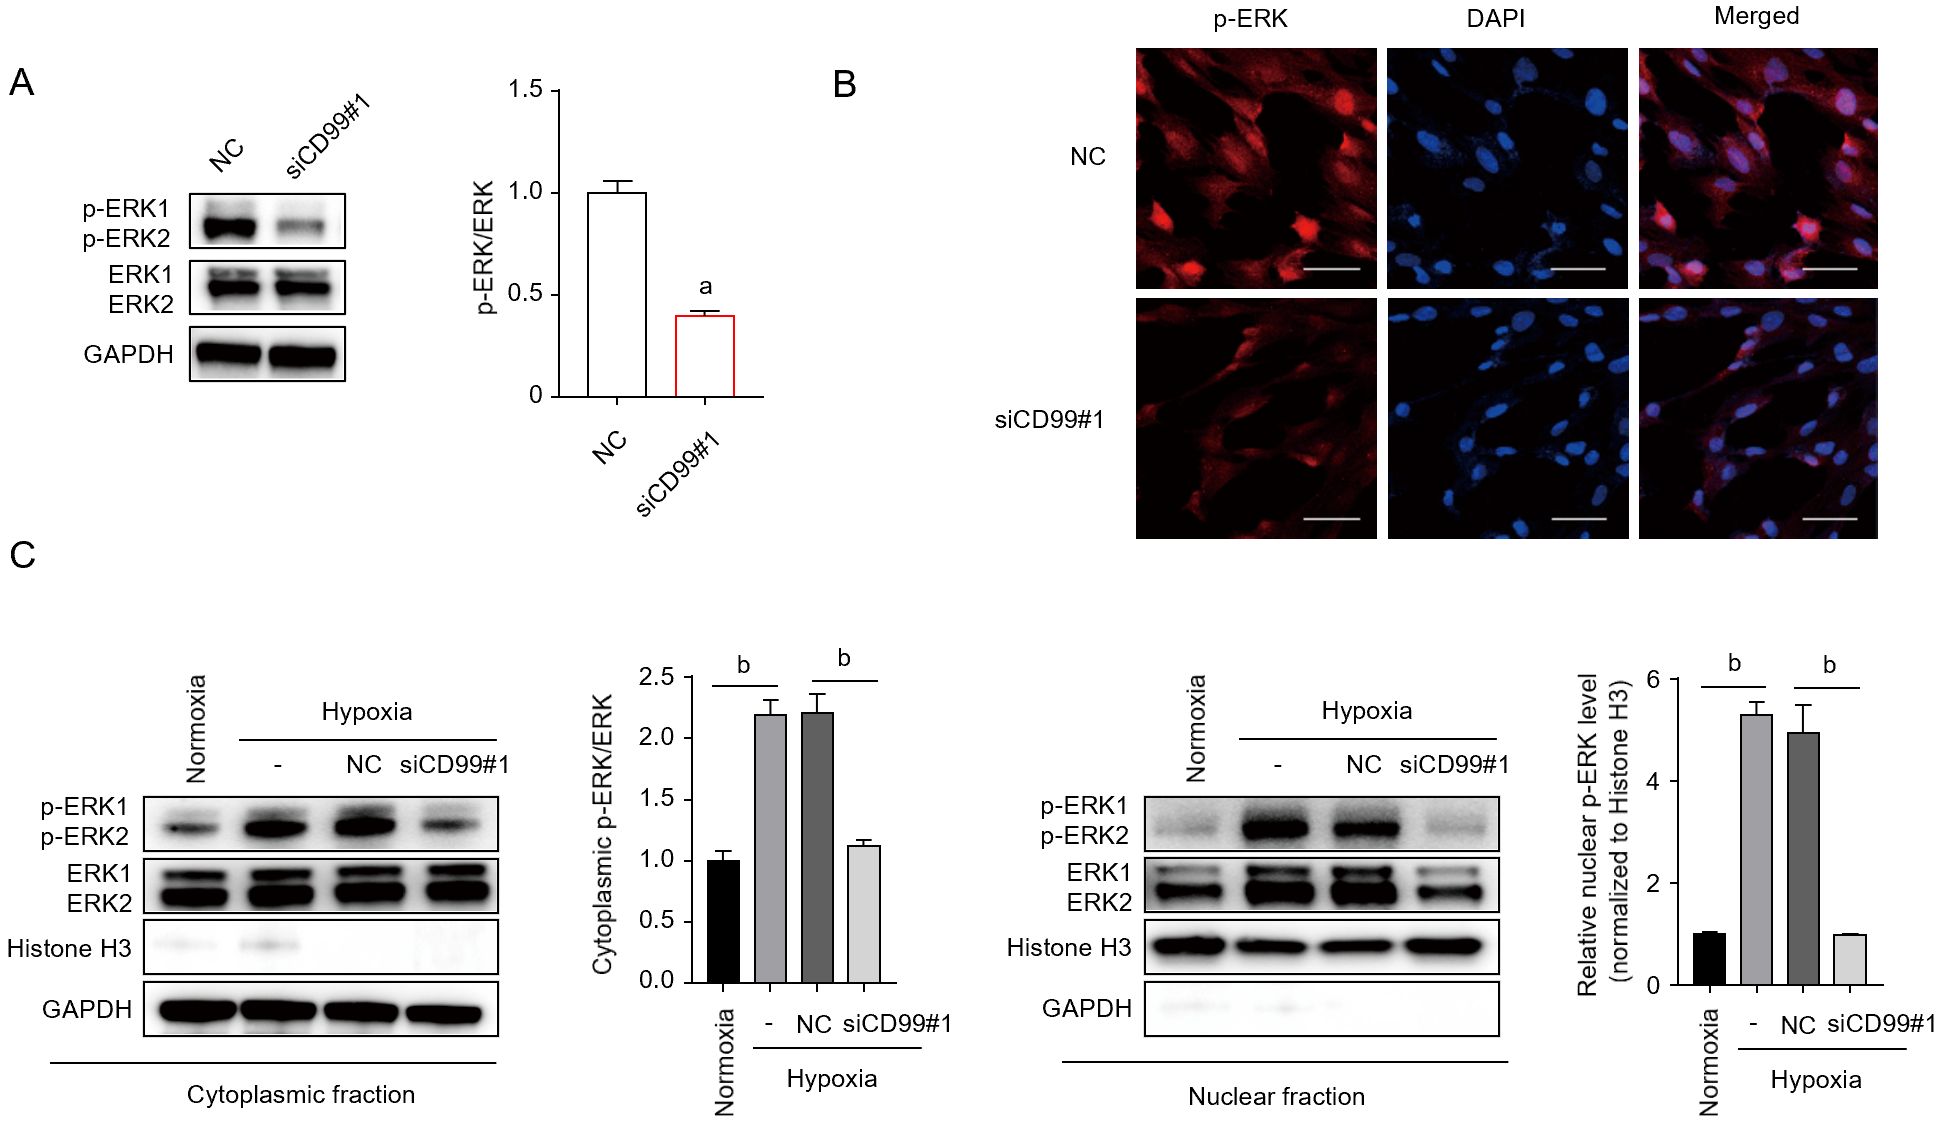 A
NC
siCD99#1
p-ERK1
p-ERK2
ERK1
ERK2
GAPDH
p-ERK/ERK
1.5
1.0
0.5
0
a
NC
siCD99#1
B
p-ERK
DAPI
Merged
NC
siCD99#1
C
Normoxia
Hypoxia
-
NC
siCD99#1
p-ERK1
p-ERK2
ERK1
ERK2
Histone H3
GAPDH
Cytoplasmic fraction
Cytoplasmic p-ERK/ERK
2.5
2.0
1.5
1.0
0.5
0.0
b
b
Normoxia
-
NC
siCD99#1
Hypoxia
Normoxia
Hypoxia
-
NC
siCD99#1
p-ERK1
p-ERK2
ERK1
ERK2
Histone H3
GAPDH
Nuclear fraction
Relative nuclear p-ERK level
(normalized to Histone H3)
6
4
2
0
b
b
Normoxia
-
NC
siCD99#1
Hypoxia